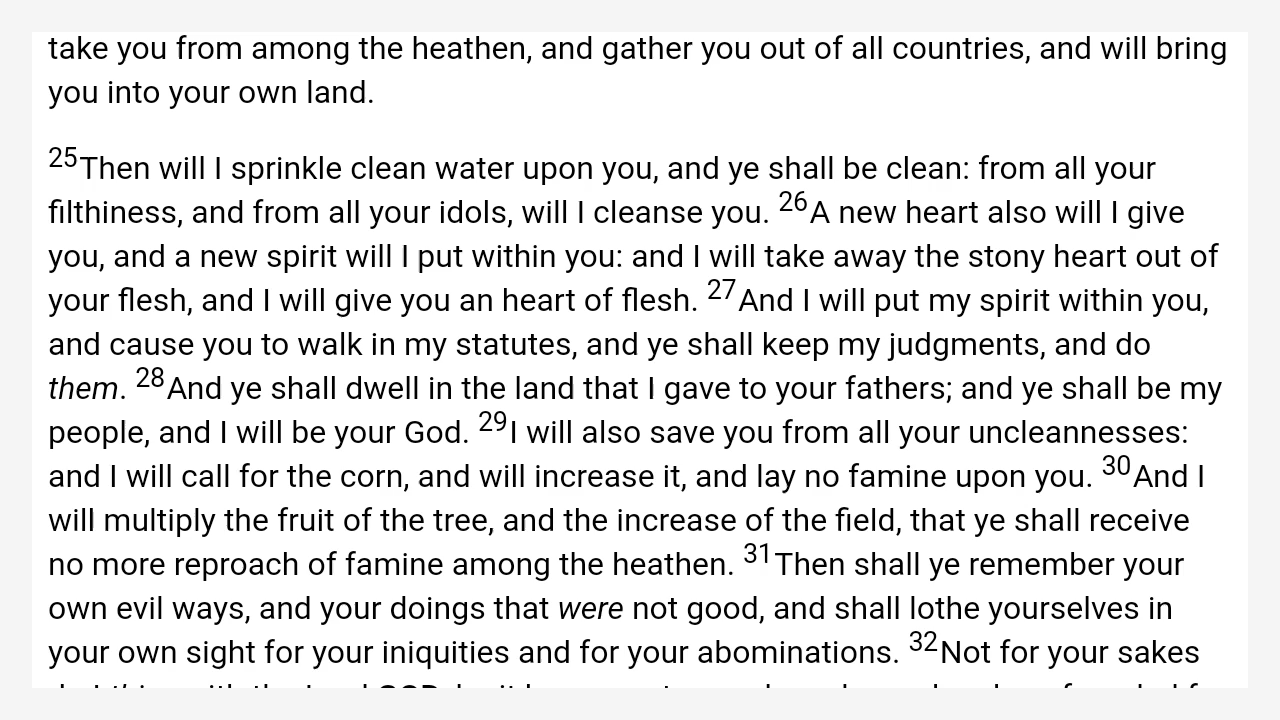 take you from among the heathen, and gather you out of all countries, and will bring
you into your own land.
25Then will I sprinkle clean water upon you, and ye shall be clean: from all your
filthiness, and from all your idols, will I cleanse you. 26A new heart also will I give
you, and a new spirit will I put within you: and I will take away the stony heart out of
your flesh, and I will give you an heart of flesh. 27And I will put my spirit within you,
and cause you to walk in my statutes, and ye shall keep my judgments, and do
them. 28And ye shall dwell in the land that I gave to your fathers; and ye shall be my
people, and I will be your God. 29I will also save you from all your uncleannesses:
and I will call for the corn, and will increase it, and lay no famine upon you. 30And I
will multiply the fruit of the tree, and the increase of the field, that ye shall receive
no more reproach of famine among the heathen. 31Then shall ye remember your
own evil ways, and your doings that were not good, and shall lothe yourselves in
your own sight for your iniquities and for your abominations. 32Not for your sakes